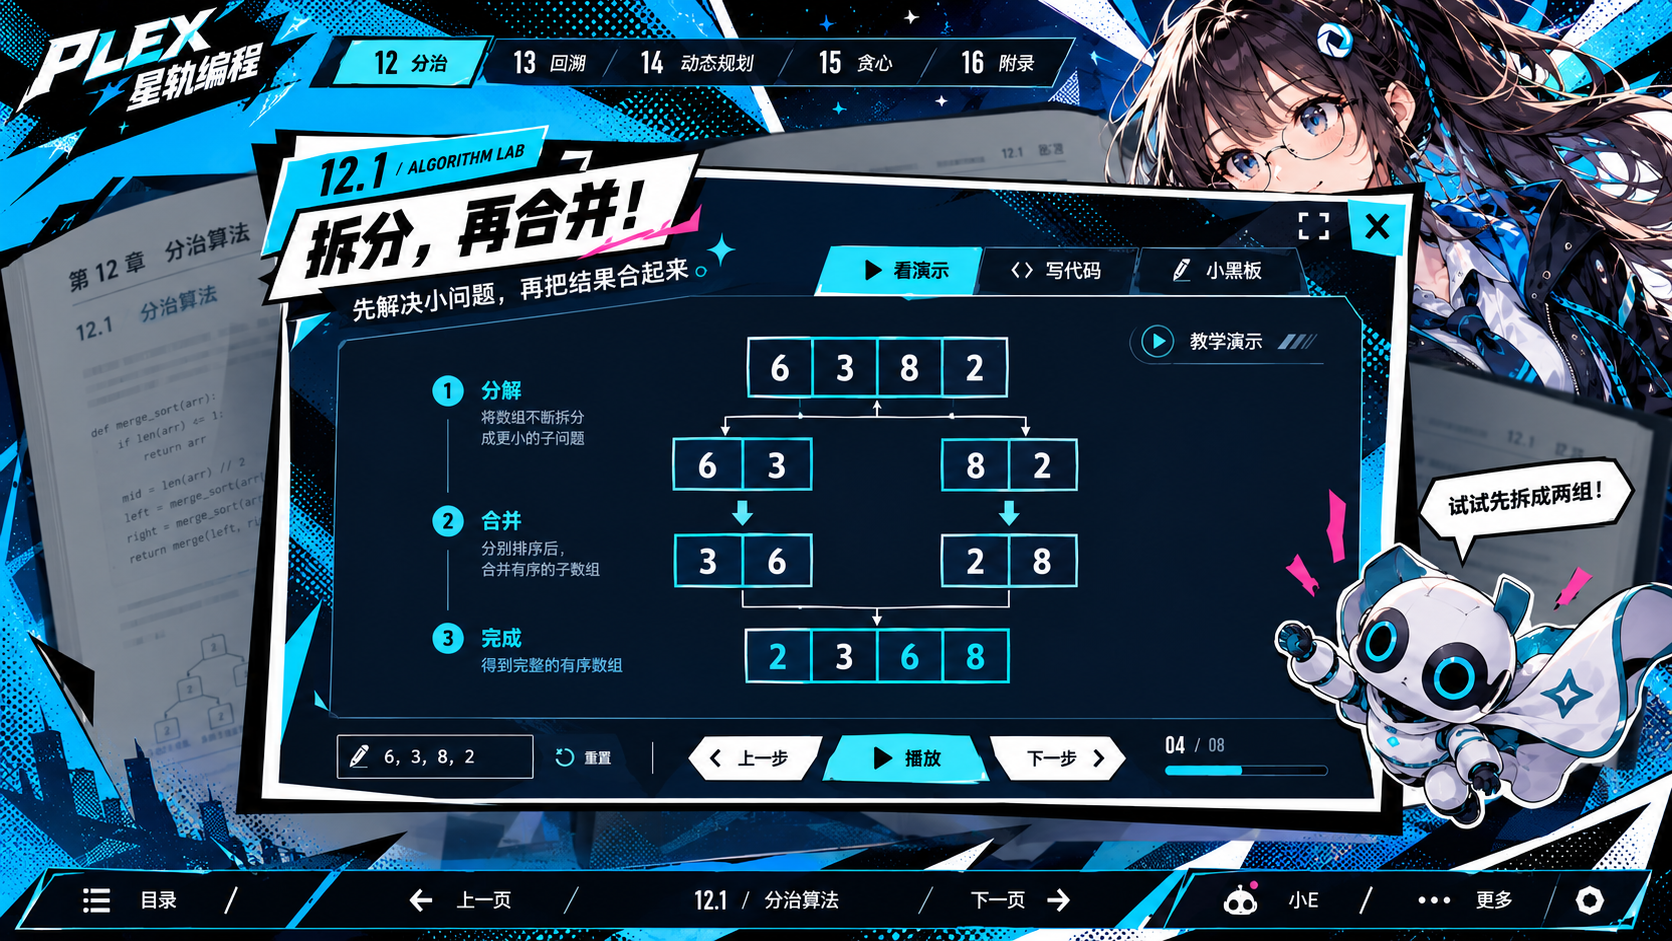 PLEX
星轨编程
12 分治
13 回溯
14 动态规划
15 贪心
16 附录
12.1 / ALGORITHM LAB
拆分，再合并！
先解决小问题，再把结果合起来。
第 12 章 分治算法
12.1 分治算法
def merge_sort(arr):
if len(arr) <= 1:
return arr
mid = len(arr) // 2
left = merge_sort(arr
right = merge_sort(ar
return merge(left, ri
12.1
看演示
<> 写代码
小黑板
教学演示
1 分解
将数组不断拆分
成更小的子问题
2 合并
分别排序后，
合并有序的子数组
3 完成
得到完整的有序数组
6 3 8 2
6 3
8 2
3 6
2 8
2 3 6 8
12.1
试试先拆成两组！
6, 3, 8, 2
重置
上一步
播放
下一步
04 / 08
目录
上一页
12.1 / 分治算法
下一页
小E
更多